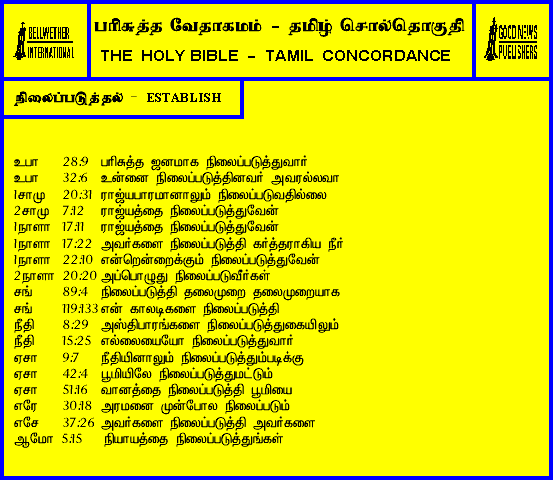 BELLWETHER
INTERNATIONAL
பரிசுத்த வேதாகமம் - தமிழ் சொல்தொகுதி
THE HOLY BIBLE - TAMIL CONCORDANCE
GOOD NEWS
PUBLISHERS
நிலைப்படுத்தல் - ESTABLISH
உபா 28:9 பரிசுத்த ஜனமாக நிலைப்படுத்துவார்
உபா 32:6 உன்னை நிலைப்படுத்தினவர் அவரல்லவா
1சாமு 20:31 ராஜ்யபாரமானாலும் நிலைப்படுவதில்லை
2சாமு 7:12 ராஜ்யத்தை நிலைப்படுத்துவேன்
1நாளா 17:11 ராஜ்யத்தை நிலைப்படுத்துவேன்
1நாளா 17:22 அவர்களை நிலைப்படுத்தி கர்த்தராகிய நீர்
1நாளா 22:10 என்றென்றைக்கும் நிலைப்படுத்துவேன்
2நாளா 20:20 அப்பொழுது நிலைப்படுவீர்கள்
சங் 89:4 நிலைப்படுத்தி தலைமுறை தலைமுறையாக
சங் 119:133 என் காலடிகளை நிலைப்படுத்தி
நீதி 8:29 அஸ்திபாரங்களை நிலைப்படுத்துகையிலும்
நீதி 15:25 எல்லையையோ நிலைப்படுத்துவார்
ஏசா 9:7 நீதியினாலும் நிலைப்படுத்தும்படிக்கு
ஏசா 42:4 பூமியிலே நிலைப்படுத்துமட்டும்
ஏசா 51:16 வானத்தை நிலைப்படுத்தி பூமியை
எரே 30:18 அரமனை முன்போல நிலைப்படும்
எசே 37:26 அவர்களை நிலைப்படுத்தி அவர்களை
ஆமோ 5:15 நியாயத்தை நிலைப்படுத்துங்கள்